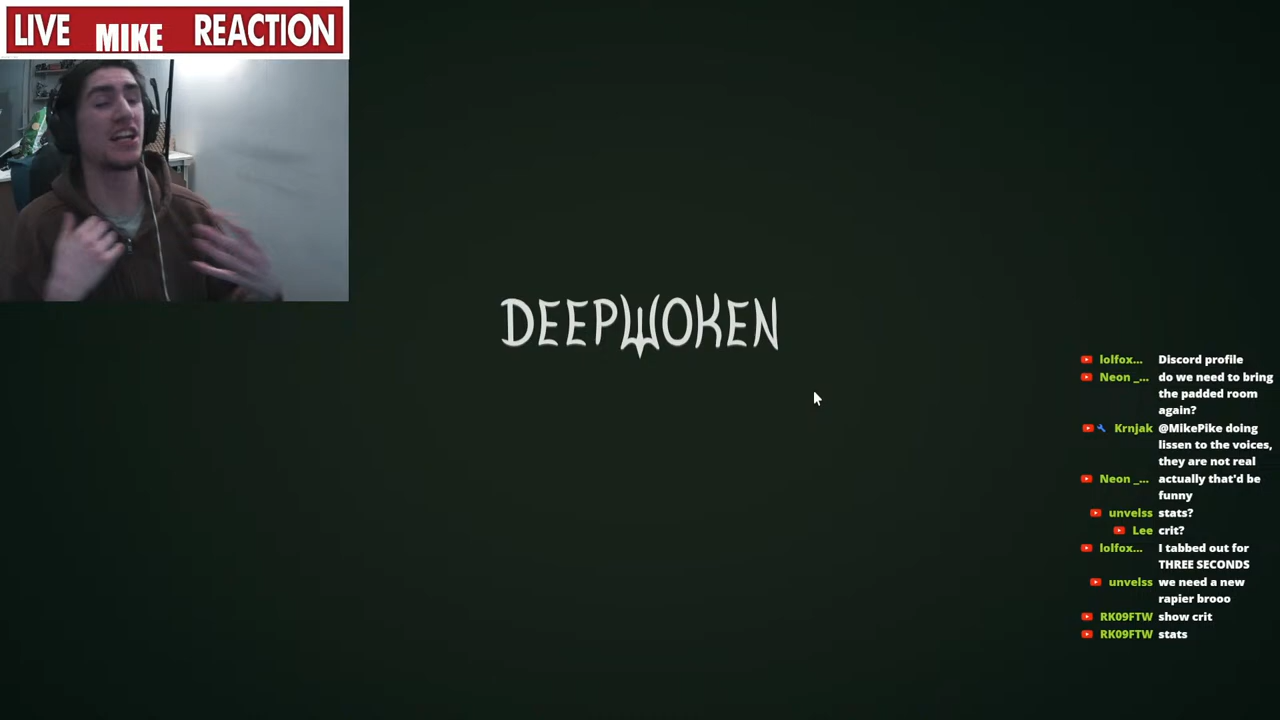 LIVE MIKE REACTION
DEEPWOKEN
lolfox... Discord profile
Neon _... do we need to bring
the padded room
again?
Krnjak @MikePike doing
lissen to the voices,
they are not real
Neon _... actually that'd be
funny
unvelss stats?
Lee crit?
lolfox... I tabbed out for
THREE SECONDS
unvelss we need a new
rapier brooo
RK09FTW show crit
RK09FTW stats